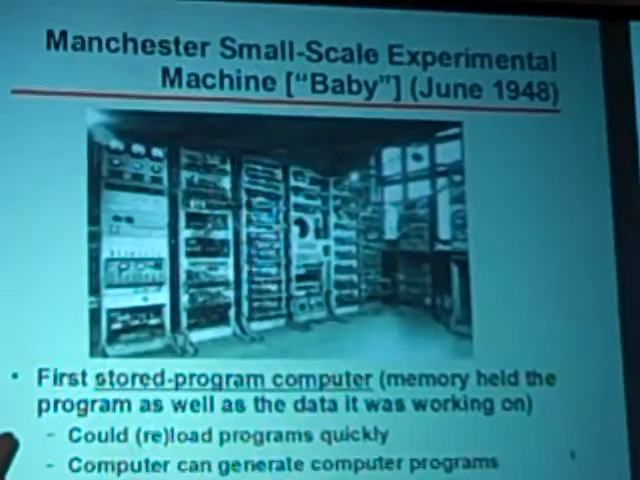 Manchester Small-Scale Experimental
Machine ["Baby"] (June 1948)
• First stored-program computer (memory held the
program as well as the data it was working on)
- Could (re)load programs quickly
- Computer can generate computer programs